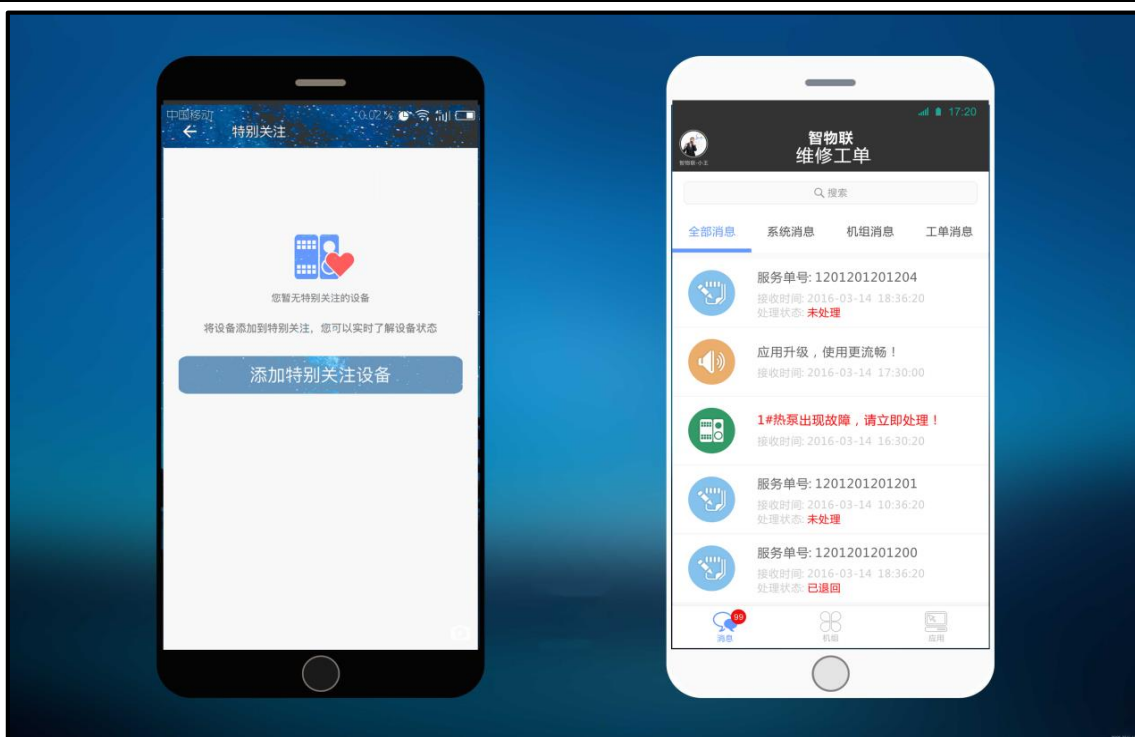 中国移动
0.02%
特别关注
您暂无特别关注的设备
将设备添加到特别关注，您可以实时了解设备状态
添加特别关注设备
17:20
智物联
维修工单
智物联-小王
搜索
全部消息 系统消息 机组消息 工单消息
服务单号: 1201201201204
接收时间: 2016-03-14 18:36:20
处理状态: 未处理
应用升级，使用更流畅！
接收时间: 2016-03-14 17:30:00
1#热泵出现故障，请立即处理！
接收时间: 2016-03-14 16:30:20
服务单号: 1201201201201
接收时间: 2016-03-14 10:36:20
处理状态: 未处理
服务单号: 1201201201200
接收时间: 2016-03-14 18:36:20
处理状态: 已退回
99
消息 机组 应用